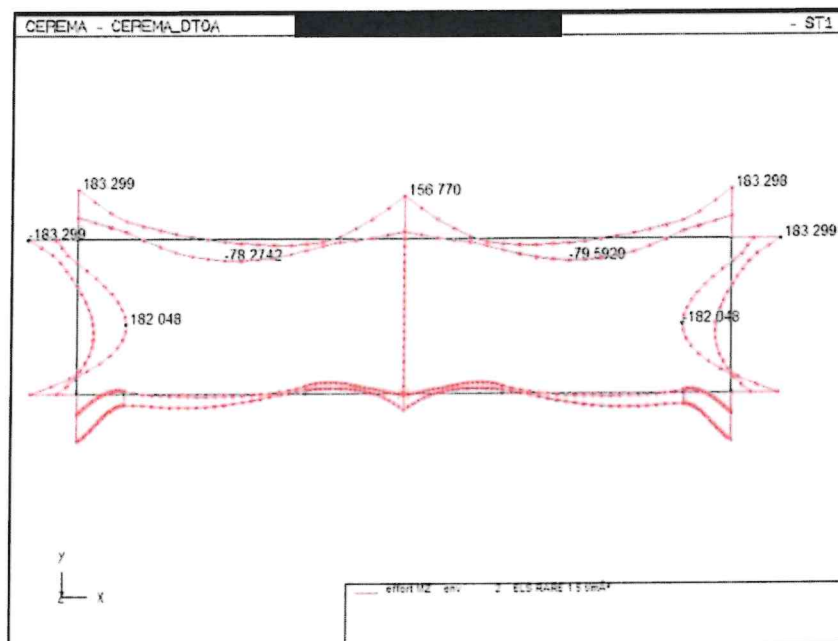 CEREMA - CEREMA_DTOA - ST1
183 299 156 770 183 298
-183 299 183 299
-78 2742 -79 5920
182 048 -182 048
y
Z x
effort MZ env 2 ELS RARE